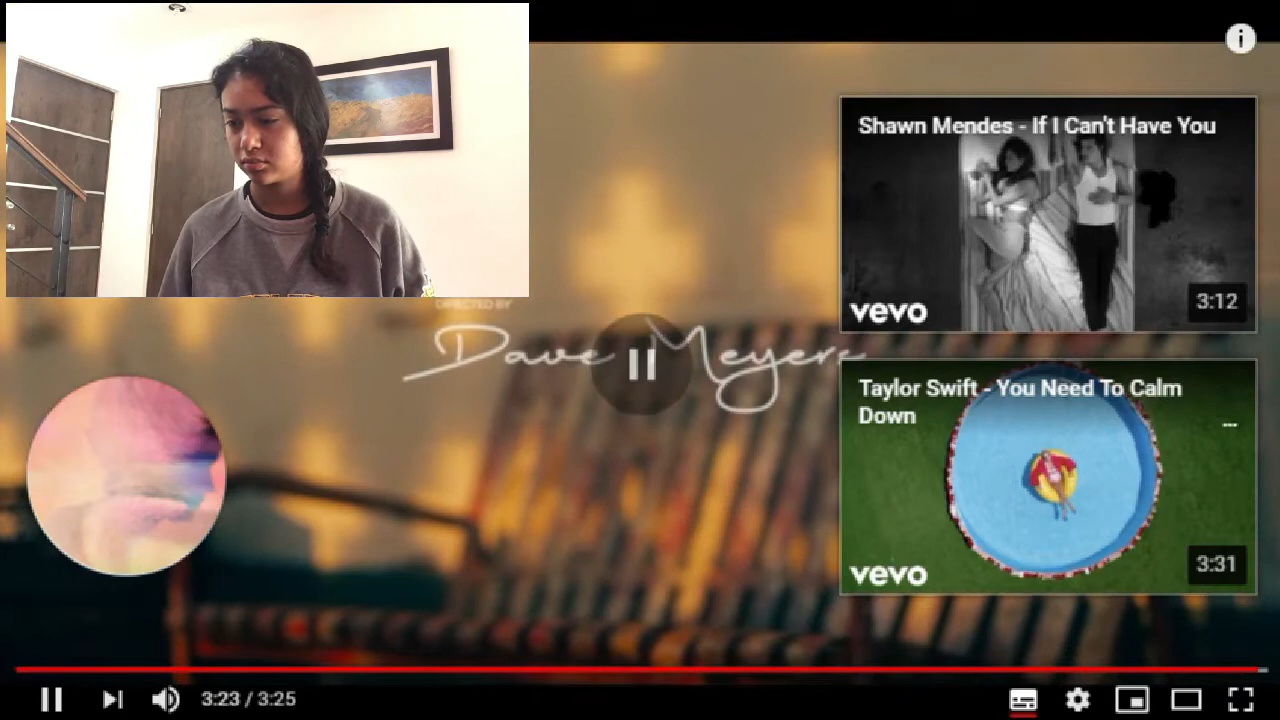 Shawn Mendes - If I Can't Have You
vevo
3:12
DIRECTED BY
Dave Meyers
Taylor Swift - You Need To Calm
Down
vevo
3:31
3:23 / 3:25